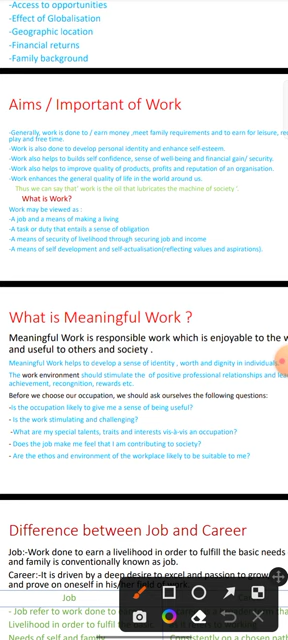 -Access to opportunities
-Effect of Globalisation
-Geographic location
-Financial returns
-Family background
Aims / Important of Work
-Generally, work is done to / earn money ,meet family requirements and to earn for leisure,
play and free time.
-Work is also done to develop personal identity and enhance self-esteem.
-Work also helps to builds self confidence, sense of well-being and financial gain/ security.
-Work also helps to improve quality of products, profits and reputation of an organisation.
-Work enhances the general quality of life in the world around us.
Thus we can say that' work is the oil that lubricates the machine of society '.
What is Work?
Work may be viewed as :
-A job and a means of making a living
-A task or duty that entails a sense of obligation
-A means of security of livelihood through securing job and income
-A means of self development and self-actualisation(reflecting values and aspirations).
What is Meaningful Work ?
Meaningful Work is responsible work which is enjoyable to the
and useful to others and society .
Meaningful Work helps to develop a sense of identity , worth and dignity in individuals
The work environment should stimulate the of positive professional relationships and
achievement, recongnition, rewards etc.
Before we choose our occupation, we should ask ourselves the following questions:
-Is the occupation likely to give me a sense of being useful?
- Is the work stimulating and challenging?
-What are my special talents, traits and interests vis-à-vis an occupation?
- Does the job make me feel that I am contributing to society?
- Are the ethos and environment of the workplace likely to be suitable to me?
Difference between Job and Career
Job:-Work done to earn a livelihood in order to fulfill the basic needs
and family is conventionally known as job.
Career:-It is driven by a deep desire to excel and passion to grow
and prove on oneself in his/her field of work.
Job
- Job refer to work done to
livelihood in order to fulfill the basic
Needs of self and family